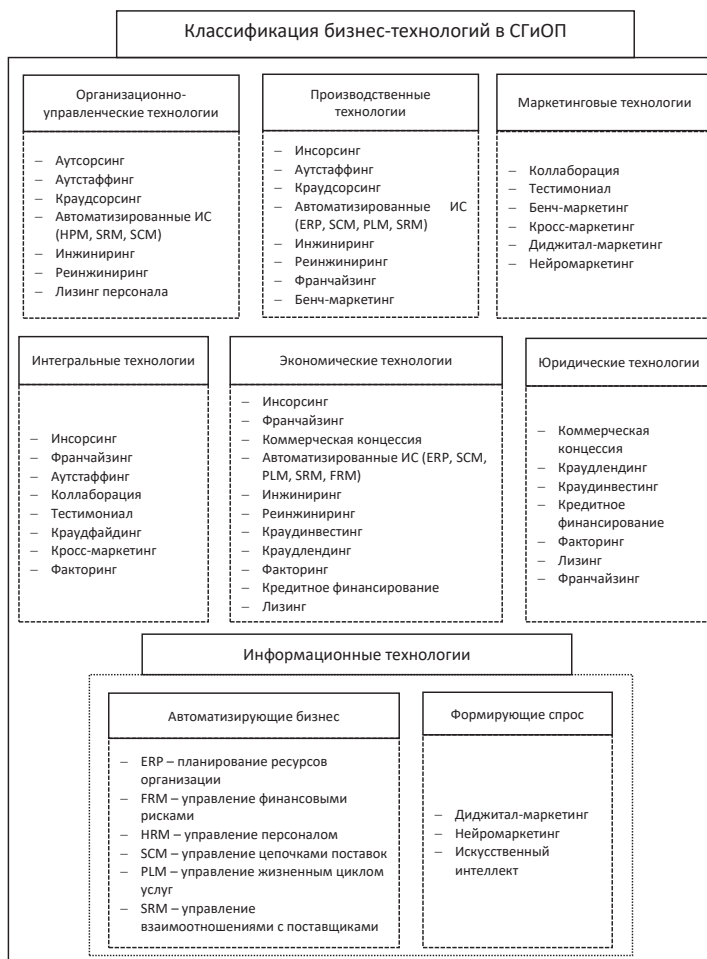 Классификация бизнес-технологий в СГиОП
Организационно-
управленческие технологии
– Аутсорсинг
– Аутстаффинг
– Краудсорсинг
– Автоматизированные ИС
(HPM, SRM, SCM)
– Инжиниринг
– Реинжиниринг
– Лизинг персонала
Производственные
технологии
– Инсорсинг
– Аутстаффинг
– Краудсорсинг
– Автоматизированные ИС
(ERP, SCM, PLM, SRM)
– Инжиниринг
– Реинжиниринг
– Франчайзинг
– Бенч-маркетинг
Маркетинговые технологии
– Коллаборация
– Тестимониал
– Бенч-маркетинг
– Кросс-маркетинг
– Диджитал-маркетинг
– Нейромаркетинг
Интегральные технологии
– Инсорсинг
– Франчайзинг
– Аутстаффинг
– Коллаборация
– Тестимониал
– Краудфайдинг
– Кросс-маркетинг
– Факторинг
Экономические технологии
– Инсорсинг
– Франчайзинг
– Коммерческая концессия
– Автоматизированные ИС (ERP, SCM,
PLM, SRM, FRM)
– Инжиниринг
– Реинжиниринг
– Краудинвестинг
– Краудлендинг
– Факторинг
– Кредитное финансирование
– Лизинг
Юридические технологии
– Коммерческая
концессия
– Краудлендинг
– Краудинвестинг
– Кредитное
финансирование
– Факторинг
– Лизинг
– Франчайзинг
Информационные технологии
Автоматизирующие бизнес
– ERP – планирование ресурсов
организации
– FRM – управление финансовыми
рисками
– HRM – управление персоналом
– SCM – управление цепочками поставок
– PLM – управление жизненным циклом
услуг
– SRM – управление
взаимоотношениями с поставщиками
Формирующие спрос
– Диджитал-маркетинг
– Нейромаркетинг
– Искусственный
интеллект